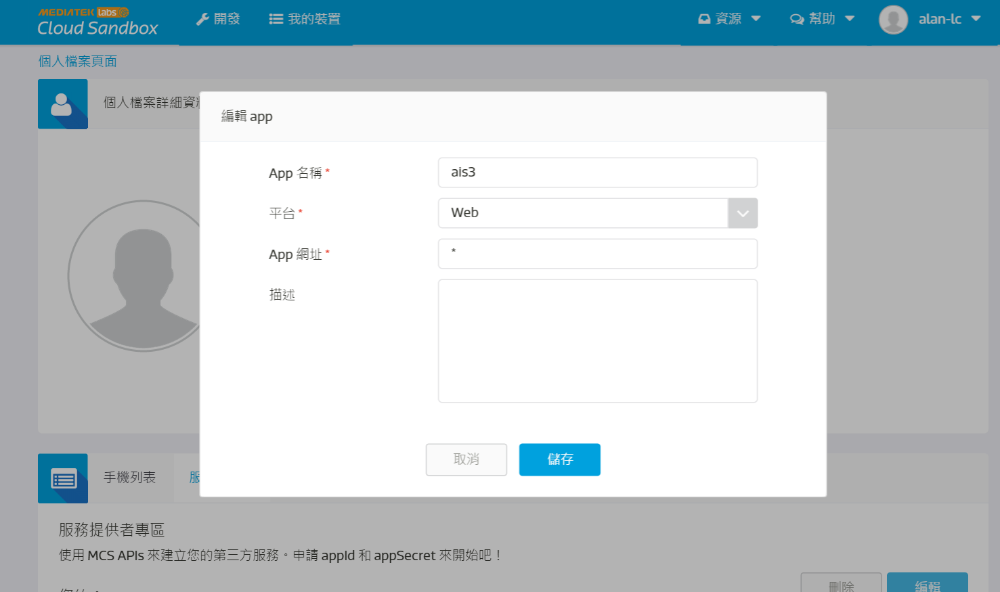 MEDIATEK labs
Cloud Sandbox
開發
我的裝置
資源
幫助
alan-lc
個人檔案頁面
個人檔案詳細資
編輯 app
App 名稱 *
ais3
平台 *
Web
App 網址 *
*
描述
取消
儲存
手機列表
服
服務提供者專區
使用 MCS APIs 來建立您的第三方服務。申請 appId 和 appSecret 來開始吧！
刪除
編輯